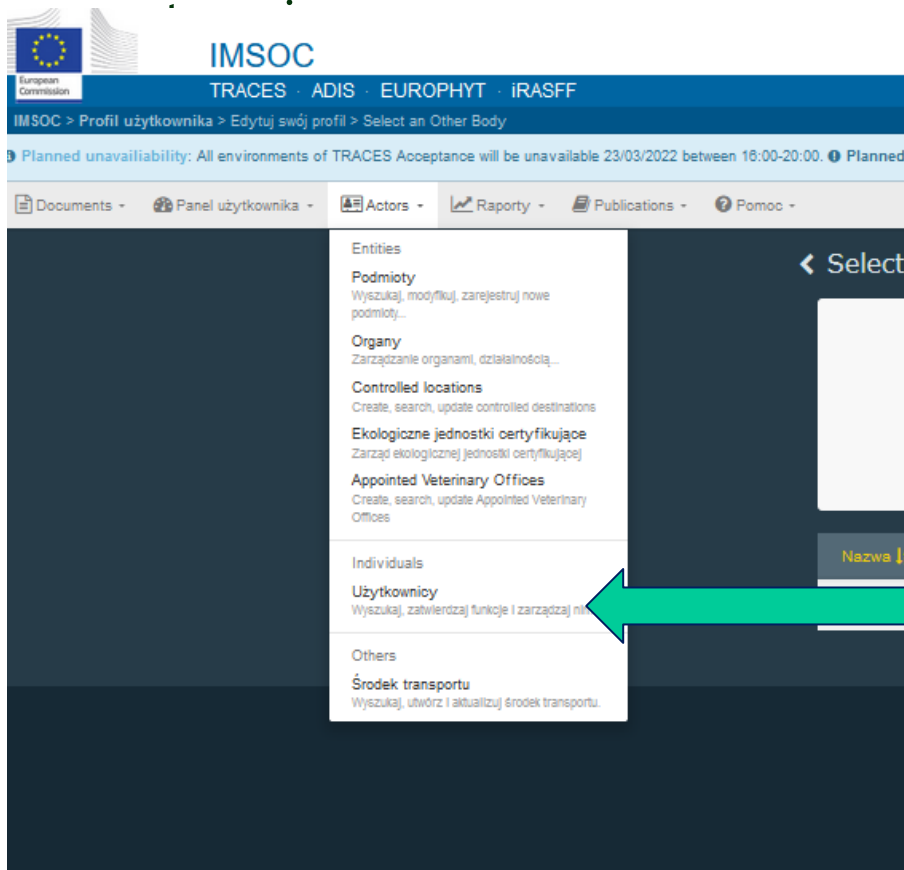 IMSOC
European
Commission
TRACES · ADIS · EUROPHYT · iRASFF
IMSOC > Profil użytkownika > Edytuj swój profil > Select an Other Body
Planned unavailiability: All environments of TRACES Acceptance will be unavailable 23/03/2022 between 16:00-20:00. Planned
Documents Panel użytkownika Actors Raporty Publications Pomoc
Select
Entities
Podmioty
Wyszukaj, modyfikuj, zarejestruj nowe
podmioty...
Organy
Zarządzanie organami, działalnością...
Controlled locations
Create, search, update controlled destinations
Ekologiczne jednostki certyfikujące
Zarząd ekologicznej jednostki certyfikującej
Appointed Veterinary Offices
Create, search, update Appointed Veterinary
Offices
Nazwa
Individuals
Użytkownicy
Wyszukaj, zatwierdzaj funkcje i zarządzaj
Others
Środek transportu
Wyszukaj, utwórz i aktualizuj środek transportu.